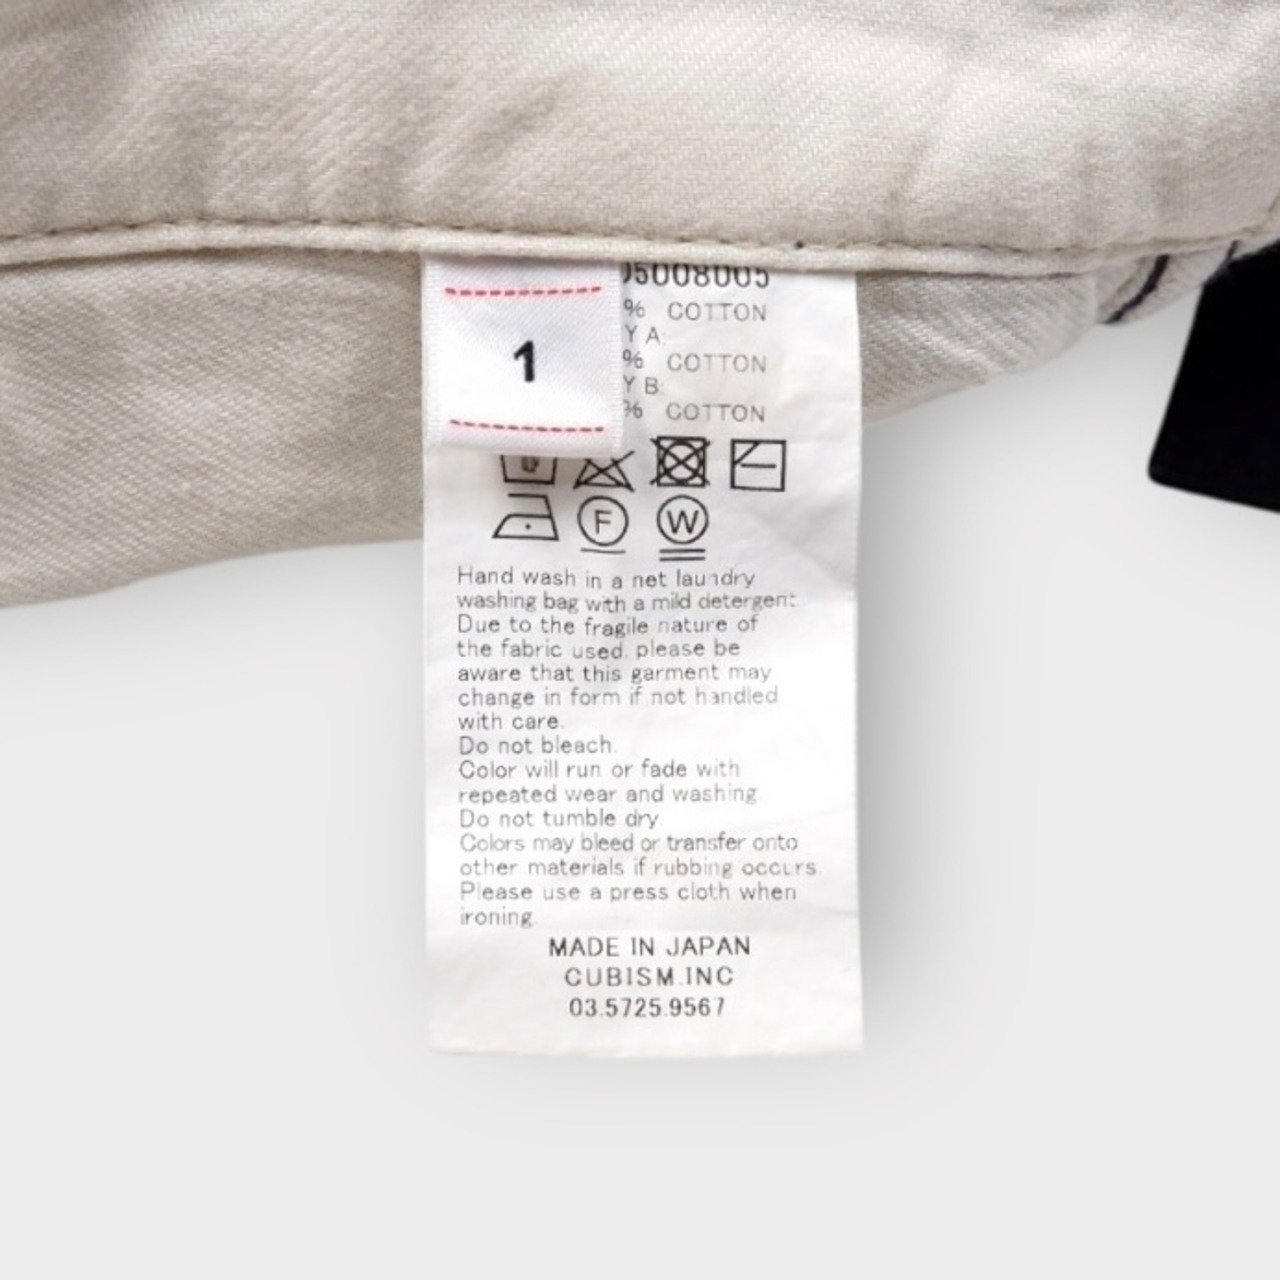 1
5008005
% COTTON
Y A:
% COTTON
Y B:
% COTTON
F W
Hand wash in a net laundry
washing bag with a mild detergent.
Due to the fragile nature of
the fabric used, please be
aware that this garment may
change in form if not handled
with care.
Do not bleach.
Color will run or fade with
repeated wear and washing.
Do not tumble dry.
Colors may bleed or transfer onto
other materials if rubbing occurs.
Please use a press cloth when
ironing.
MADE IN JAPAN
CUBISM.INC
03.5725.9567